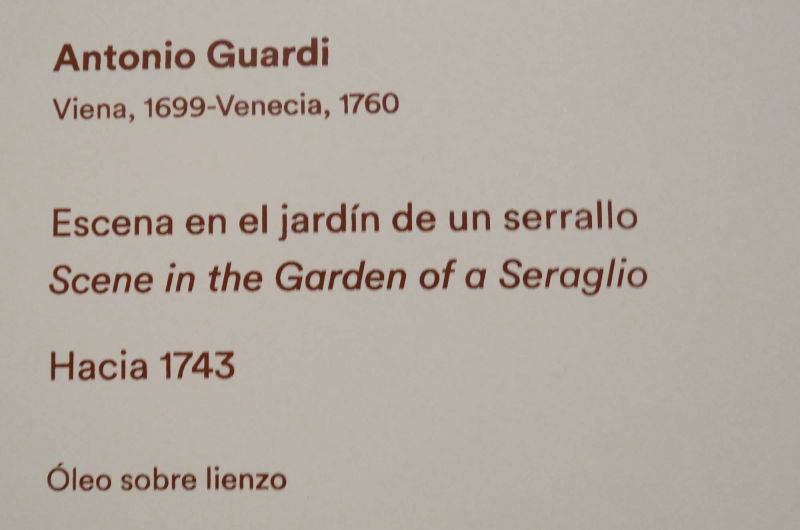 Antonio Guardi
Viena, 1699-Venecia, 1760
Escena en el jardín de un serrallo
Scene in the Garden of a Seraglio
Hacia 1743
Óleo sobre lienzo